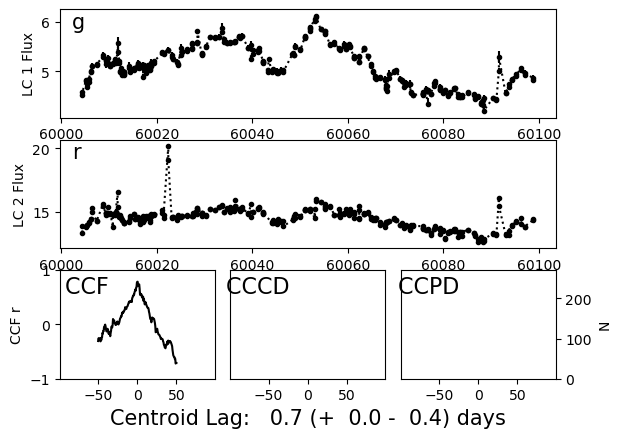 g
LC 1 Flux
6
5
60000 60020 60040 60060 60080 60100
r
LC 2 Flux
20
15
60000 60020 60040 60060 60080 60100
CCF CCCD CCPD
CCF r
1
0
−1
200
100
0
N
−50 0 50 −50 0 50 −50 0 50
Centroid Lag: 0.7 (+ 0.0 - 0.4) days